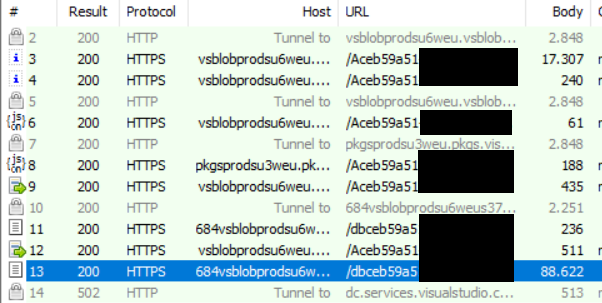 # Result Protocol Host URL Body
2 200 HTTP Tunnel to vsblobprodsu6weu.vsblob... 2.848
3 200 HTTPS vsblobprodsu6weu.... /Aceb59a51 17.307
4 200 HTTPS vsblobprodsu6weu.... /Aceb59a51 240
5 200 HTTP Tunnel to vsblobprodsu6weu.vsblob... 2.848
6 200 HTTPS vsblobprodsu6weu.... /Aceb59a51- 61
7 200 HTTP Tunnel to pkgsprodsu3weu.pkgs.vis... 2.848
8 200 HTTPS pkgsprodsu3weu.pk... /Aceb59a51 188
9 200 HTTPS vsblobprodsu6weu.... /Aceb59a51 435
10 200 HTTP Tunnel to 684vsblobprodsu6weus37... 2.251
11 200 HTTPS 684vsblobprodsu6w... /dbceb59a5 236
12 200 HTTPS vsblobprodsu6weu.... /Aceb59a51 511
13 200 HTTPS 684vsblobprodsu6w... /dbceb59a5 88.622
14 502 HTTP Tunnel to dc.services.visualstudio.c... 513